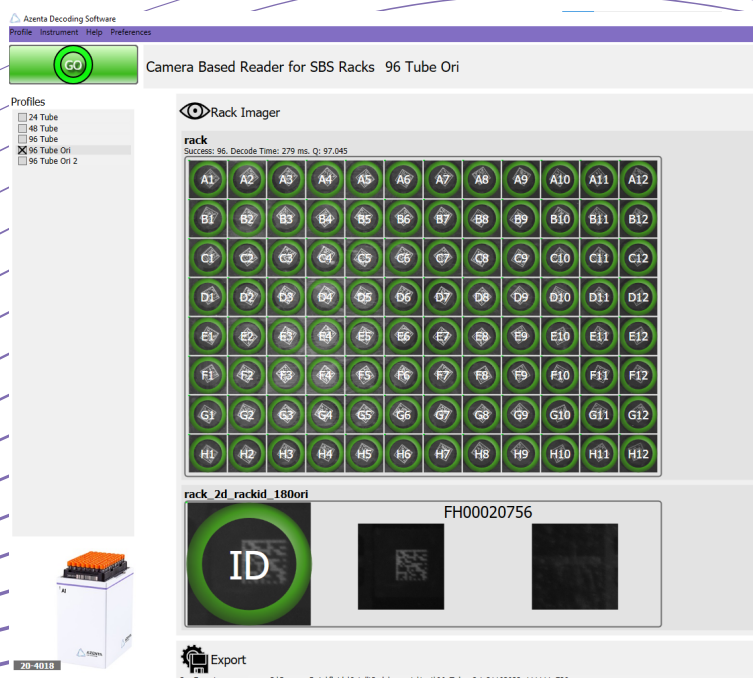 Azenta Decoding Software
Profile Instrument Help Preferences
GO
Camera Based Reader for SBS Racks 96 Tube Ori
Profiles
24 Tube
48 Tube
96 Tube
96 Tube Ori
96 Tube Ori 2
Rack Imager
rack
Success: 96. Decode Time: 279 ms. Q: 97.045
A1 A2 A3 A4 A5 A6 A7 A8 A9 A10 A11 A12
B1 B2 B3 B4 B5 B6 B7 B8 B9 B10 B11 B12
C1 C2 C3 C4 C5 C6 C7 C8 C9 C10 C11 C12
D1 D2 D3 D4 D5 D6 D7 D8 D9 D10 D11 D12
E1 E2 E3 E4 E5 E6 E7 E8 E9 E10 E11 E12
F1 F2 F3 F4 F5 F6 F7 F8 F9 F10 F11 F12
G1 G2 G3 G4 G5 G6 G7 G8 G9 G10 G11 G12
H1 H2 H3 H4 H5 H6 H7 H8 H9 H10 H11 H12
rack_2d_rackid_180ori
FH00020756
ID
AI
AZENTA
20-4018
Export